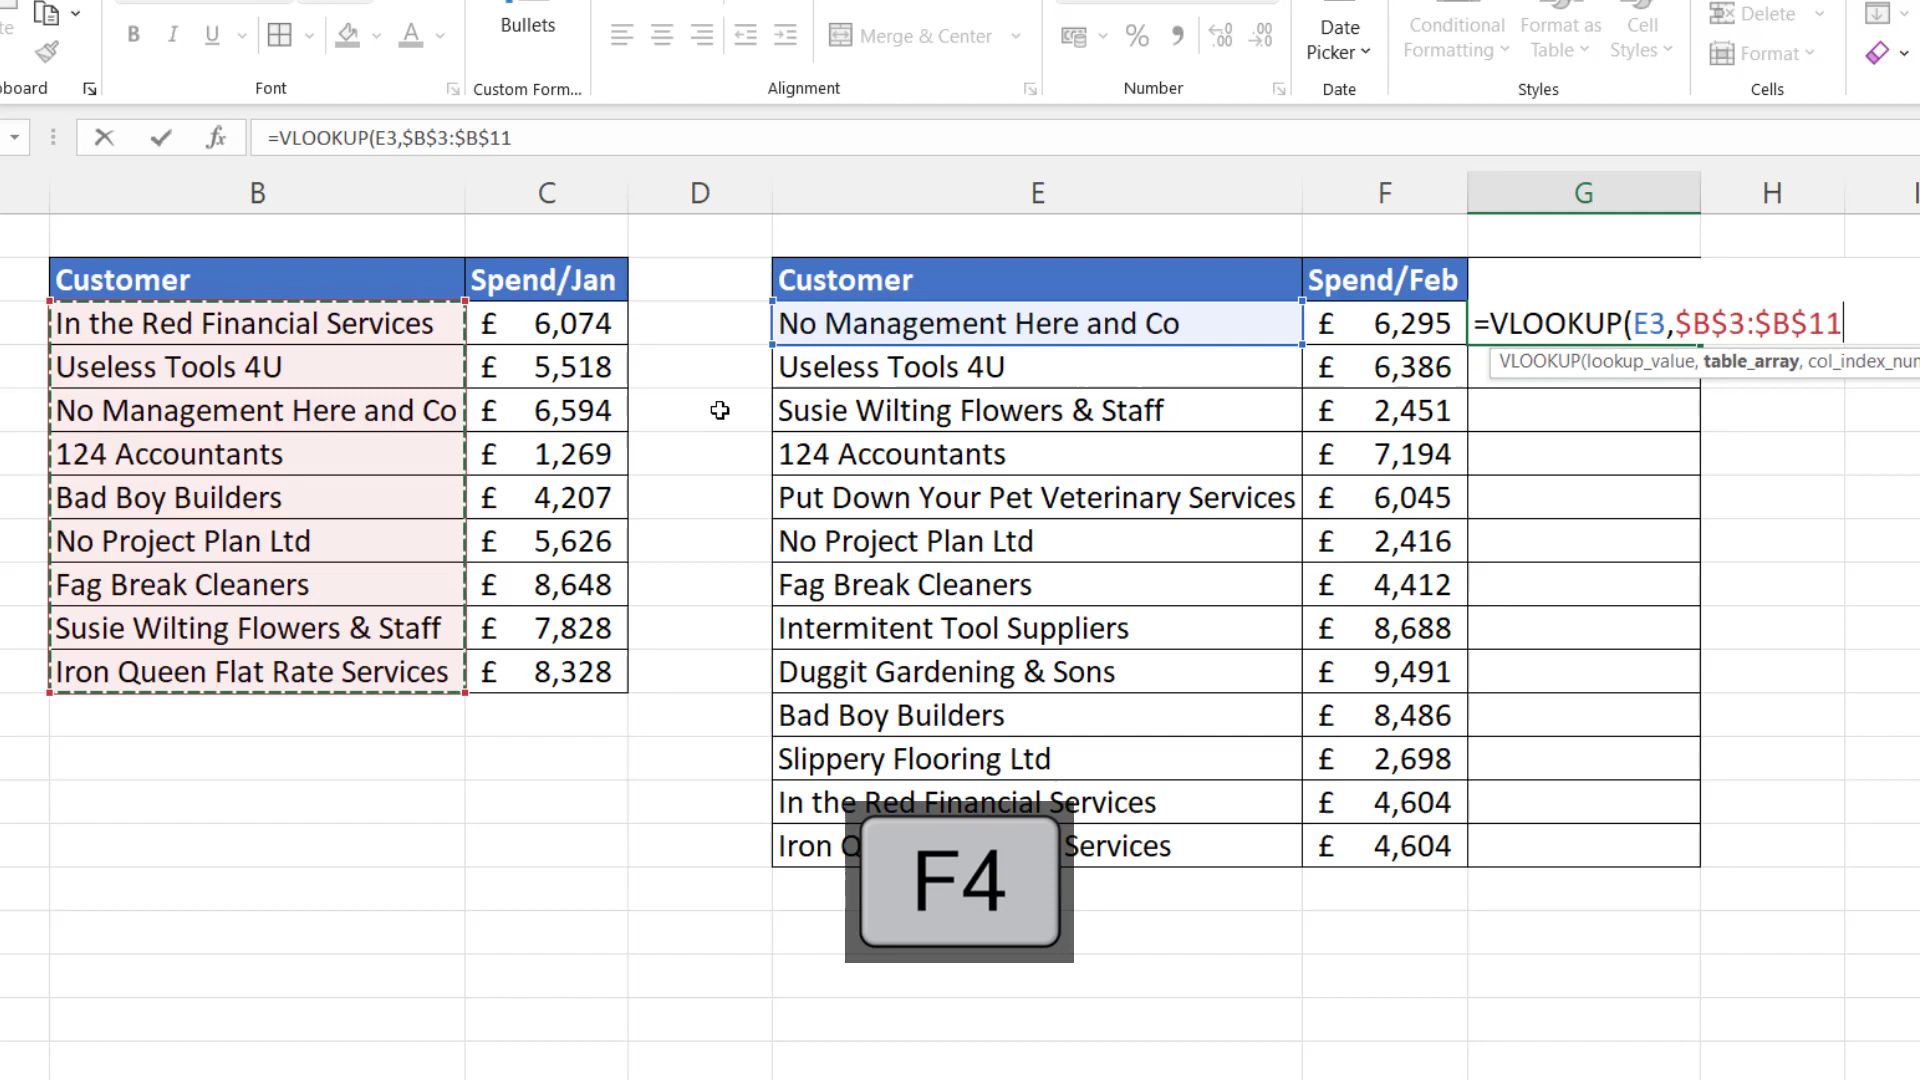 Bullets
Date
Picker
Conditional
Formatting
Format as
Table
Cell
Styles
Delete
Format
B I U
A
Merge & Center
% 9
.00
.00
Font
Custom Form...
Alignment
Number
Date
Styles
Cells
fx
=VLOOKUP(E3,$B$3:$B$11
B C D E F G H
Customer Spend/Jan
In the Red Financial Services £ 6,074
Useless Tools 4U £ 5,518
No Management Here and Co £ 6,594
124 Accountants £ 1,269
Bad Boy Builders £ 4,207
No Project Plan Ltd £ 5,626
Fag Break Cleaners £ 8,648
Susie Wilting Flowers & Staff £ 7,828
Iron Queen Flat Rate Services £ 8,328
Customer Spend/Feb
No Management Here and Co £ 6,295 =VLOOKUP(E3,$B$3:$B$11
VLOOKUP(lookup_value, table_array, col_index_num
Useless Tools 4U £ 6,386
Susie Wilting Flowers & Staff £ 2,451
124 Accountants £ 7,194
Put Down Your Pet Veterinary Services £ 6,045
No Project Plan Ltd £ 2,416
Fag Break Cleaners £ 4,412
Intermitent Tool Suppliers £ 8,688
Duggit Gardening & Sons £ 9,491
Bad Boy Builders £ 8,486
Slippery Flooring Ltd £ 2,698
In the Red Financial Services £ 4,604
Iron Services £ 4,604
F4